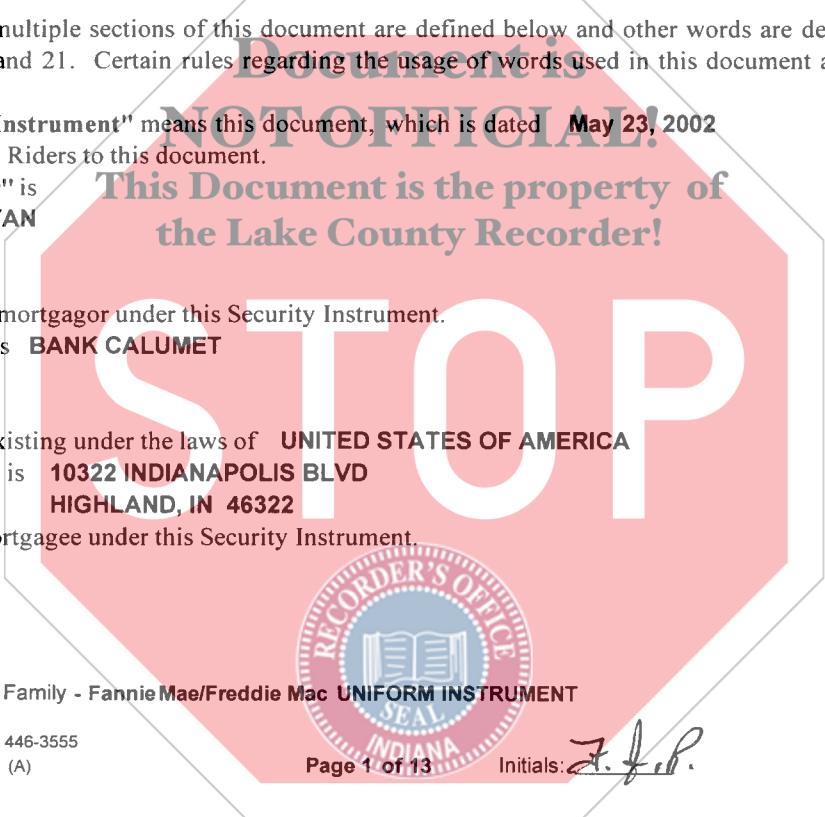 multiple sections of this document are defined below and other words are de
and 21. Certain rules regarding the usage of words used in this document a
Document is
Instrument" means this document, which is dated May 23, 2002
NOT OFFICIAL!
Riders to this document.
" is
This Document is the property of
YAN
the Lake County Recorder!
mortgagor under this Security Instrument.
s BANK CALUMET
STOP
xisting under the laws of UNITED STATES OF AMERICA
is 10322 INDIANAPOLIS BLVD
HIGHLAND, IN 46322
ortgagee under this Security Instrument.
RECORDER'S OFFICE
SEAL
INDIANA
Family - Fannie Mae/Freddie Mac UNIFORM INSTRUMENT
446-3555
(A)
Page 1 of 13
Initials: F. J. R.